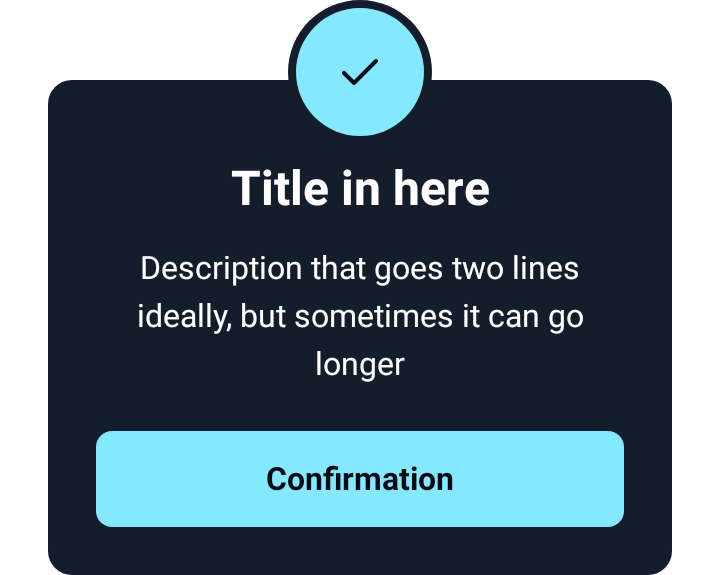 Title in here
Description that goes two lines
ideally, but sometimes it can go
longer
Confirmation